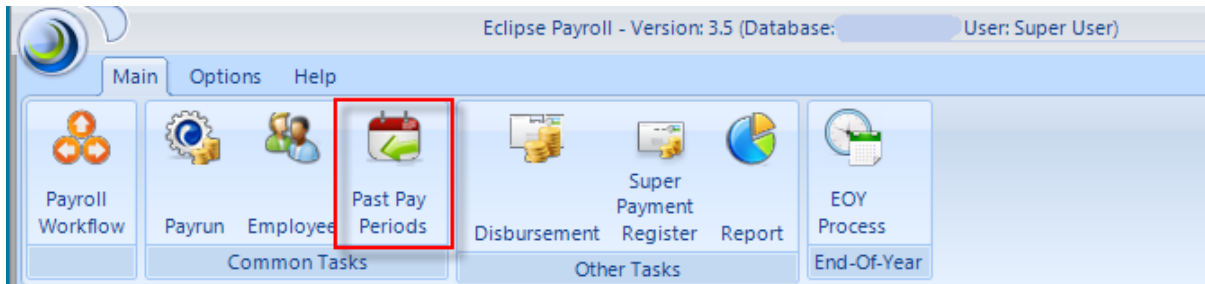 Eclipse Payroll - Version: 3.5 (Database: User: Super User)
Main Options Help
Payroll
Workflow
Payrun
Employee
Past Pay
Periods
Common Tasks
Disbursement
Super
Payment
Register
Report
Other Tasks
EOY
Process
End-Of-Year